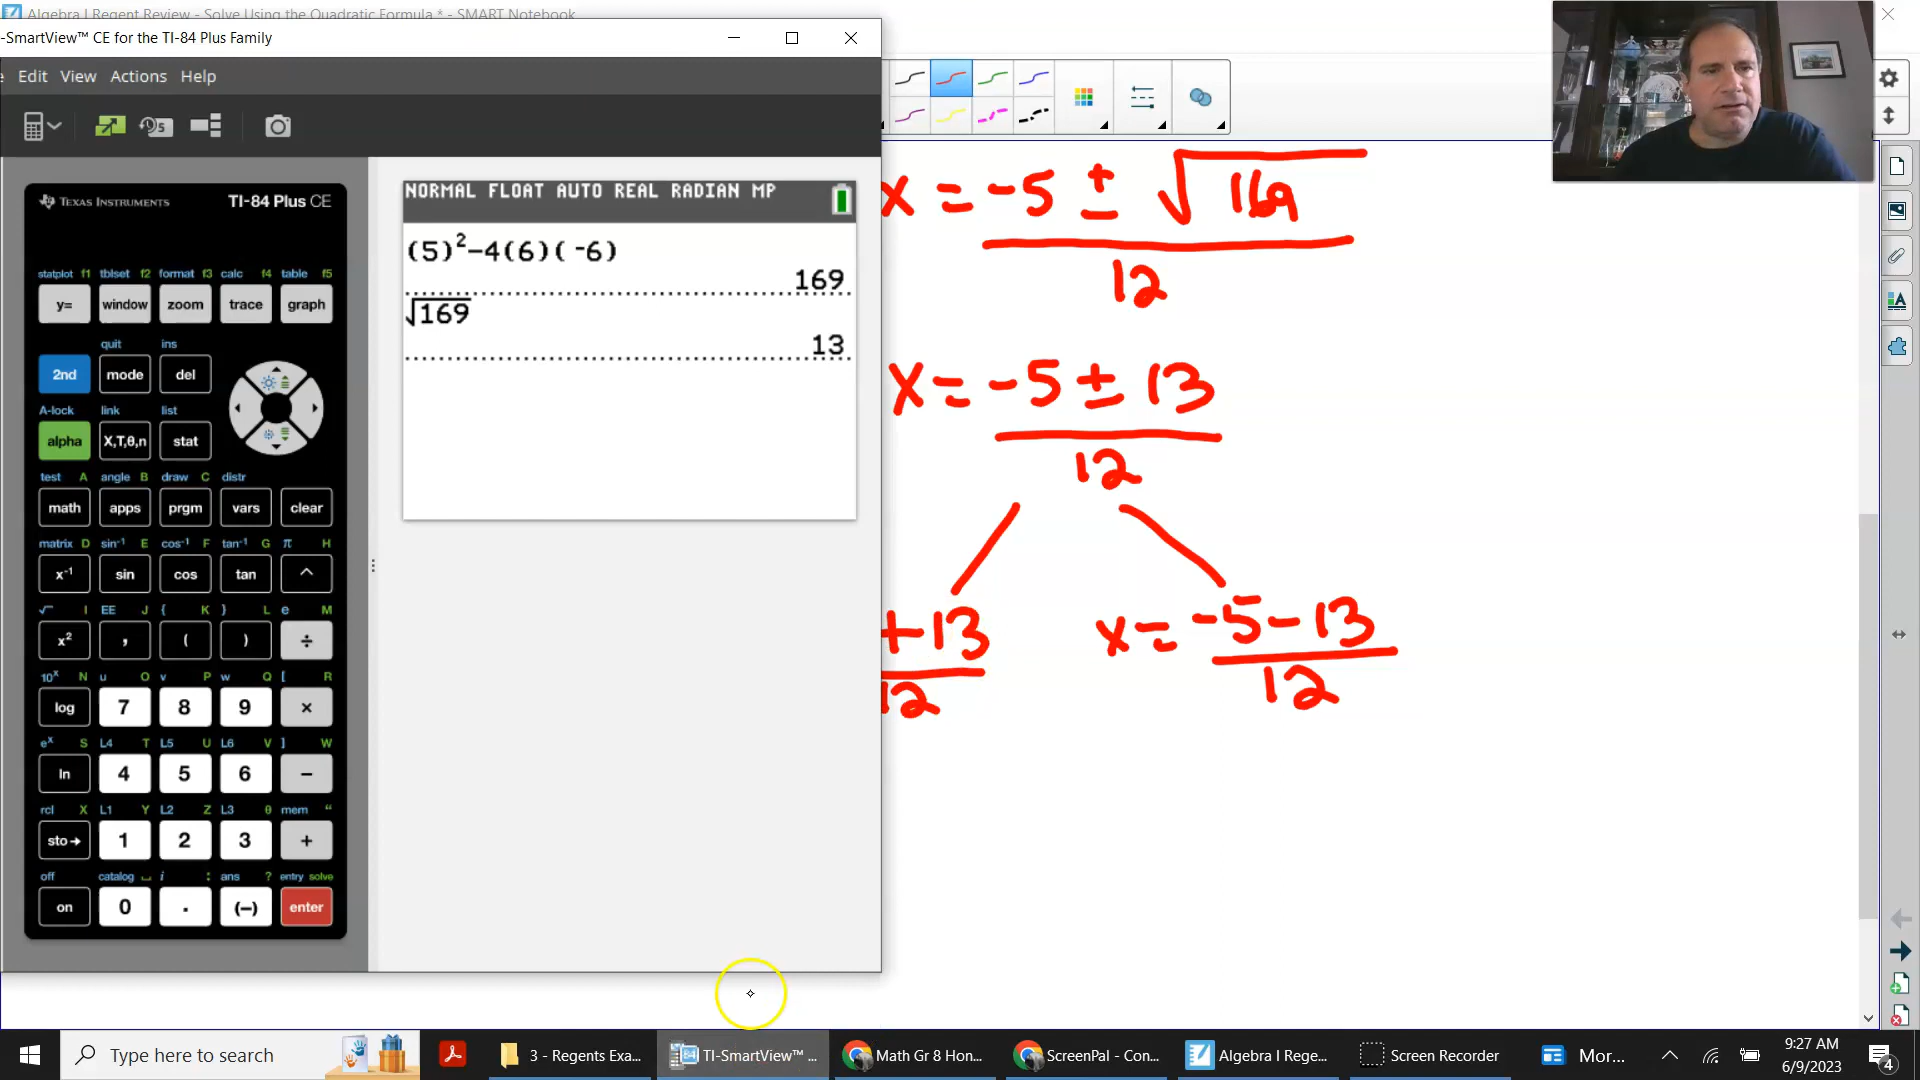 Algebra I Regent Review - Solve Using the Quadratic Formula * - SMART Notebook
-SmartView™ CE for the TI-84 Plus Family
Edit View Actions Help
TEXAS INSTRUMENTS TI-84 Plus CE
NORMAL FLOAT AUTO REAL RADIAN MP
(5)²-4(6)(-6)
169
√169
13
statplot f1 tblset f2 format f3 calc f4 table f5
y= window zoom trace graph
quit ins
2nd mode del
A-lock link list
alpha X,T,θ,n stat
test A angle B draw C distr
math apps prgm vars clear
matrix D sin⁻¹ E cos⁻¹ F tan⁻¹ G π H
x⁻¹ sin cos tan ^
√ I EE J { K } L e M
x² , ( ) ÷
10ˣ N u O v P w Q [ R
log 7 8 9 ×
eˣ S L4 T L5 U L6 V ] W
ln 4 5 6 −
rcl X L1 Y L2 Z L3 θ mem "
sto→ 1 2 3 +
off catalog i : ans ? entry solve
on 0 . (−) enter
x = -5 ± √169
12
x = -5 ± 13
12
+13
12
x = -5-13
12
Type here to search
3 - Regents Exa...
TI-SmartView™ ...
Math Gr 8 Hon...
ScreenPal - Con...
Algebra I Rege...
Screen Recorder
Mor...
9:27 AM
6/9/2023
4